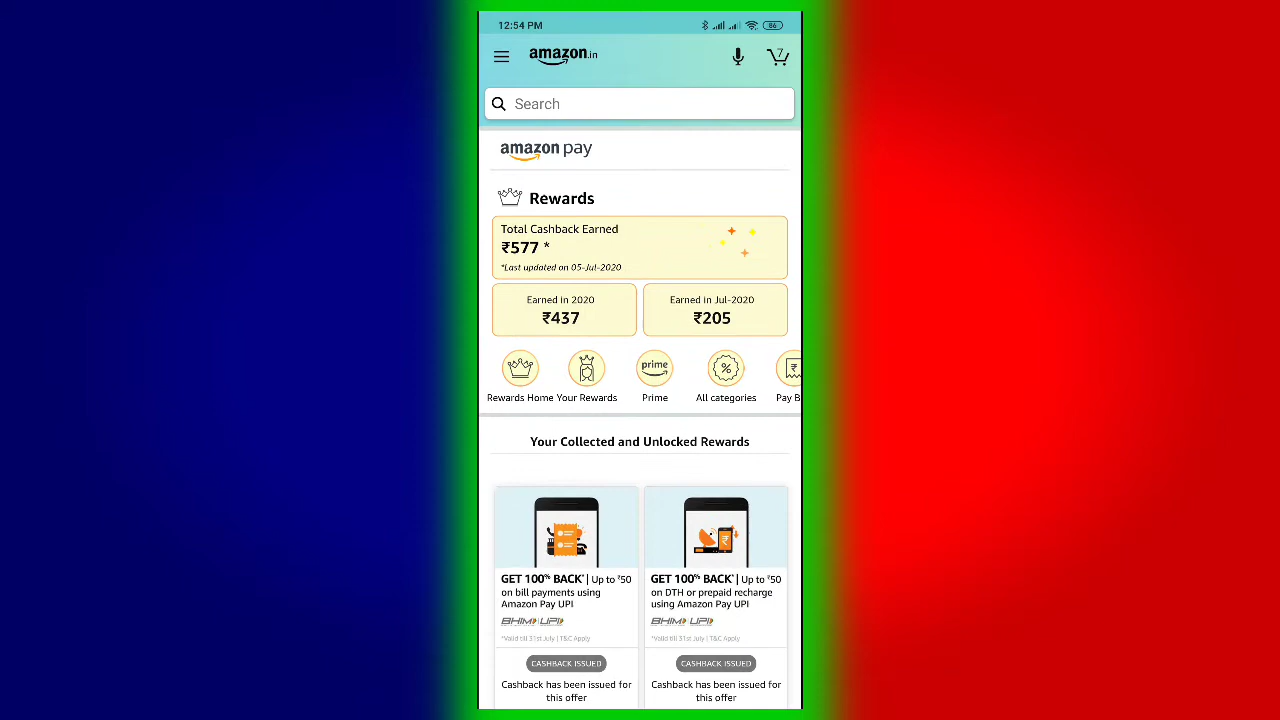 12:54 PM
86
amazon.in
7
Search
amazon pay
Rewards
Total Cashback Earned
₹577 *
*Last updated on 05-Jul-2020
Earned in 2020
₹437
Earned in Jul-2020
₹205
prime
%
₹
Rewards Home
Your Rewards
Prime
All categories
Pay B
Your Collected and Unlocked Rewards
GET 100% BACK* | Up to ₹50
on bill payments using
Amazon Pay UPI
BHIM UPI
*Valid till 31st July | T&C Apply
CASHBACK ISSUED
Cashback has been issued for
this offer
₹
GET 100% BACK* | Up to ₹50
on DTH or prepaid recharge
using Amazon Pay UPI
BHIM UPI
*Valid till 31st July | T&C Apply
CASHBACK ISSUED
Cashback has been issued for
this offer